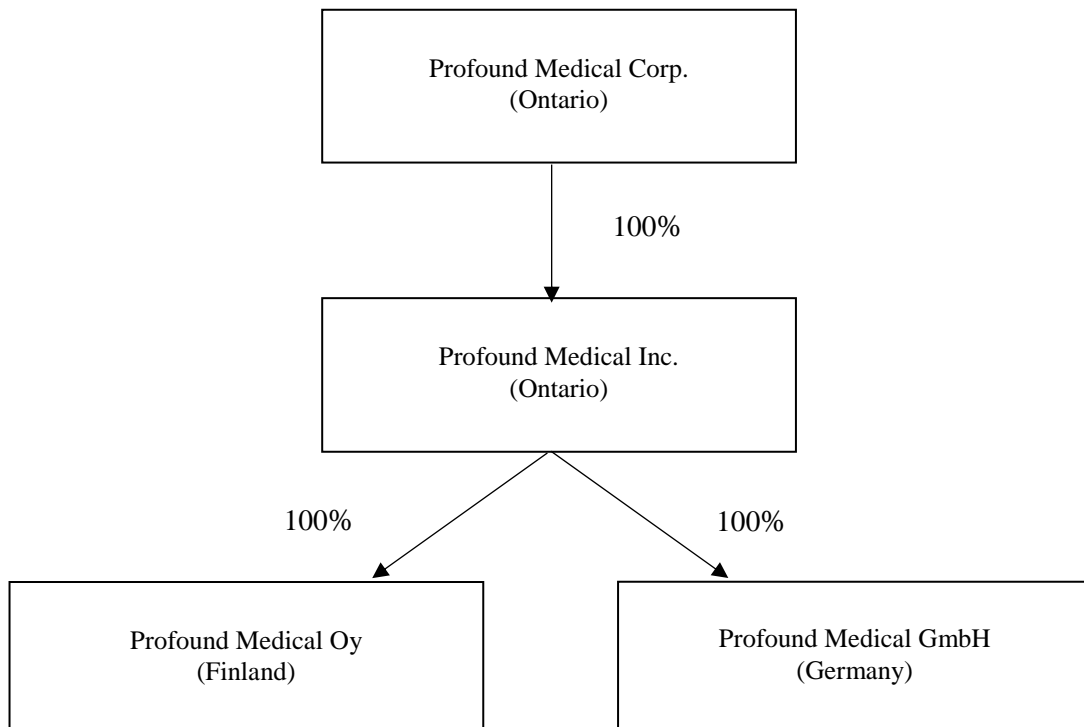 Profound Medical Corp.
(Ontario)
100%
Profound Medical Inc.
(Ontario)
100%
100%
Profound Medical Oy
(Finland)
Profound Medical GmbH
(Germany)